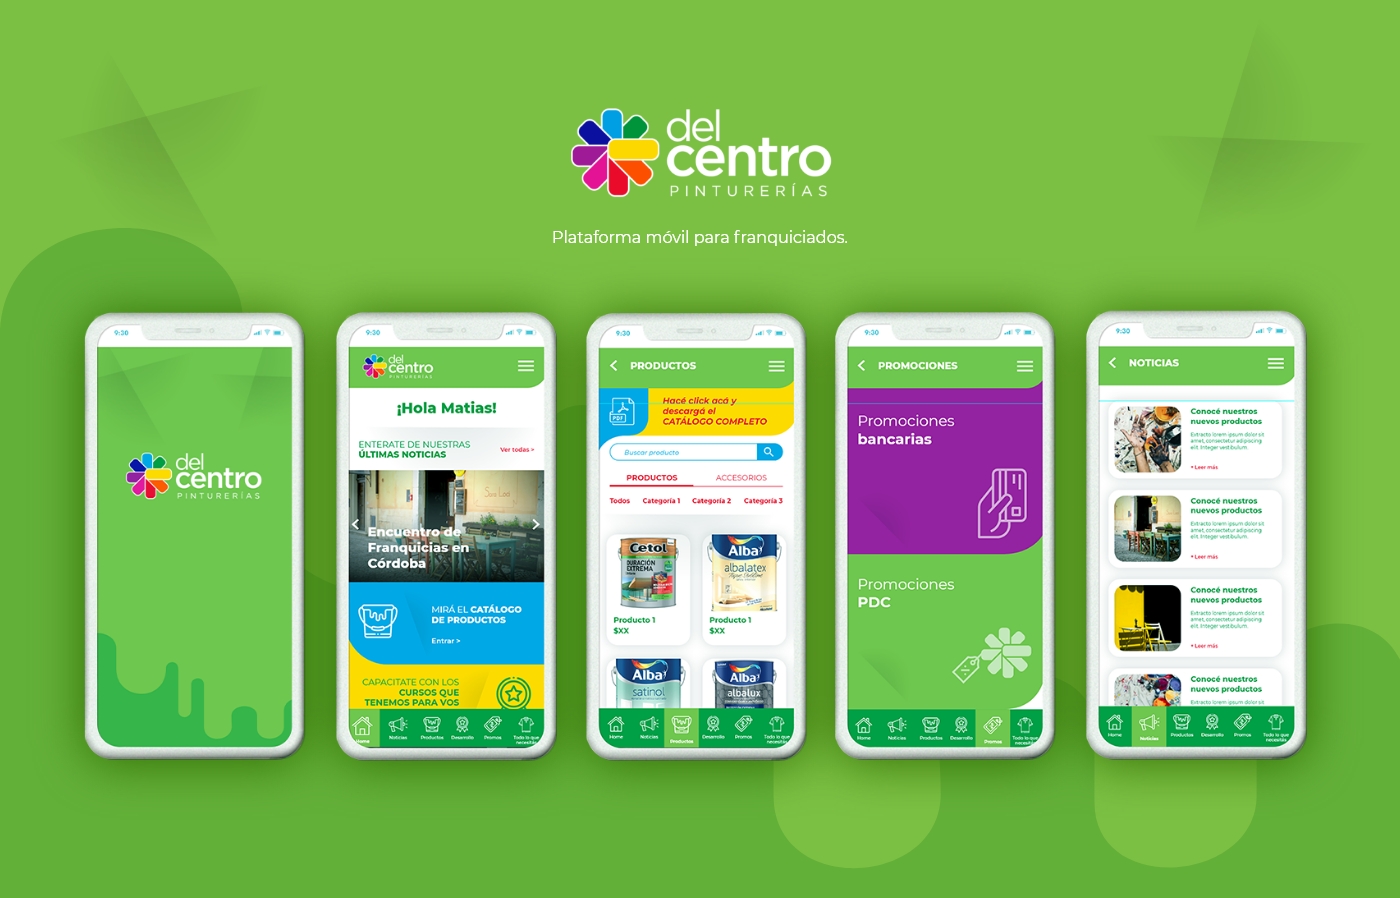 del
centro
PINTURERÍAS
Plataforma móvil para franquiciados.
9:30
del
centro
PINTURERÍAS
9:30
del
centro
PINTURERÍAS
¡Hola Matias!
ENTERATE DE NUESTRAS
ÚLTIMAS NOTICIAS
Ver todas >
Encuentro de
Franquicias en
Córdoba
MIRÁ EL CATÁLOGO
DE PRODUCTOS
Entrar >
CAPACITATE CON LOS
CURSOS QUE
TENEMOS PARA VOS
Home
Noticias
Productos
Desarrollo
Promos
Todo lo que
necesitás
9:30
PRODUCTOS
PDF
Hacé click acá y
descargá el
CATÁLOGO COMPLETO
Buscar producto
PRODUCTOS
ACCESORIOS
Todos
Categoría 1
Categoría 2
Categoría 3
Cetol
DURACIÓN
EXTREMA
Producto 1
$XX
Alba
albalatex
Producto 1
$XX
Alba
satinol
Alba
albalux
Home
Noticias
Productos
Desarrollo
Promos
Todo lo que
necesitás
9:30
PROMOCIONES
Promociones
bancarias
Promociones
PDC
Home
Noticias
Productos
Desarrollo
Promos
Todo lo que
necesitás
9:30
NOTICIAS
Conocé nuestros
nuevos productos
Extracto lorem ipsum dolor sit
amet, consectetur adipiscing
elit. Integer vestibulum.
+ Leer más
Conocé nuestros
nuevos productos
Extracto lorem ipsum dolor sit
amet, consectetur adipiscing
elit. Integer vestibulum.
+ Leer más
Conocé nuestros
nuevos productos
Extracto lorem ipsum dolor sit
amet, consectetur adipiscing
elit. Integer vestibulum.
+ Leer más
Conocé nuestros
nuevos productos
Extracto lorem ipsum dolor sit
Home
Noticias
Productos
Desarrollo
Promos
Todo lo que
necesitás